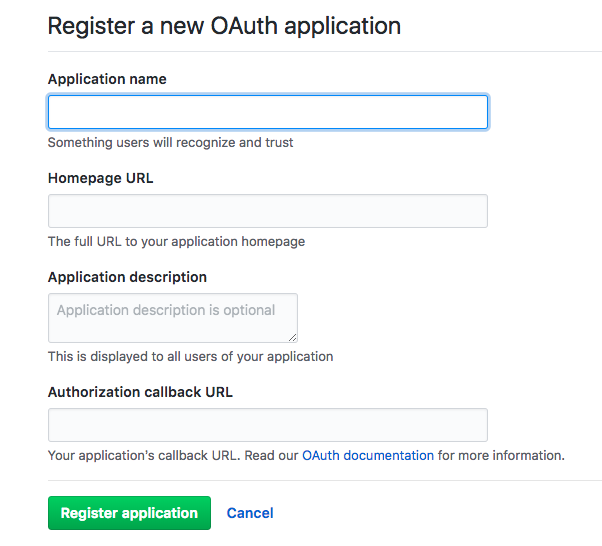 Register a new OAuth application
Application name
Something users will recognize and trust
Homepage URL
The full URL to your application homepage
Application description
Application description is optional
This is displayed to all users of your application
Authorization callback URL
Your application's callback URL. Read our OAuth documentation for more information.
Register application Cancel